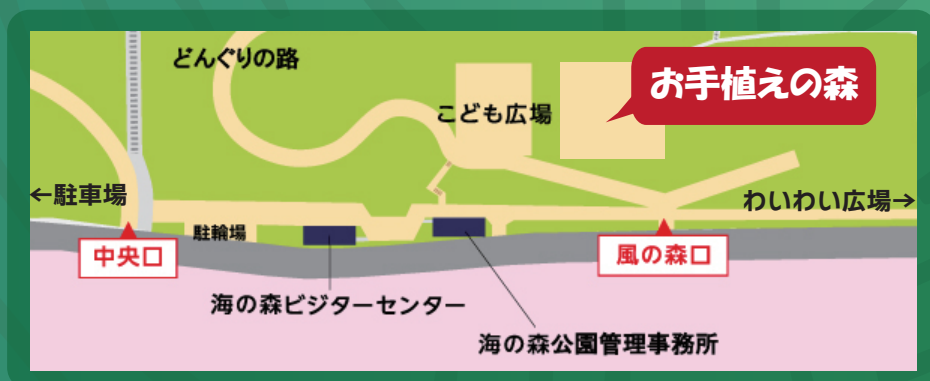 どんぐりの路
お手植えの森
こども広場
←駐車場
わいわい広場→
駐輪場
中央口
風の森口
海の森ビジターセンター
海の森公園管理事務所